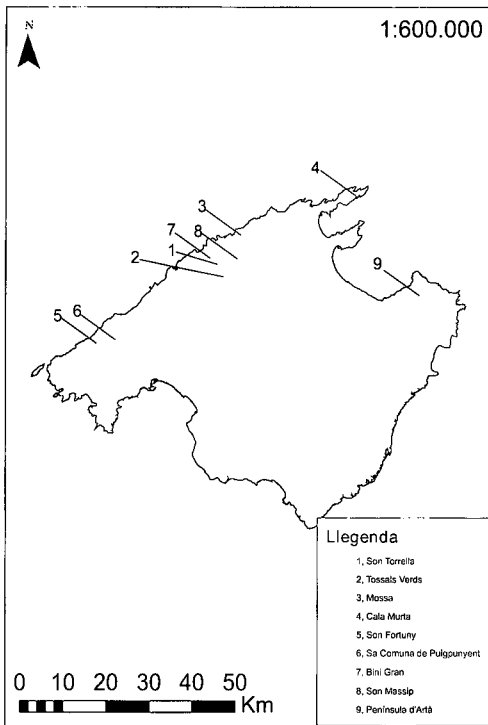 N
1:600.000
4
3
7
8
1
2
9
6
5
Llegenda
1, Son Torrella
2, Tossals Verds
3, Mossa
4, Cala Murta
5, Son Fortuny
6, Sa Comuna de Puigpunyent
7, Bini Gran
8, Son Massip
9, Península d'Artà
0 10 20 30 40 50 60
Km